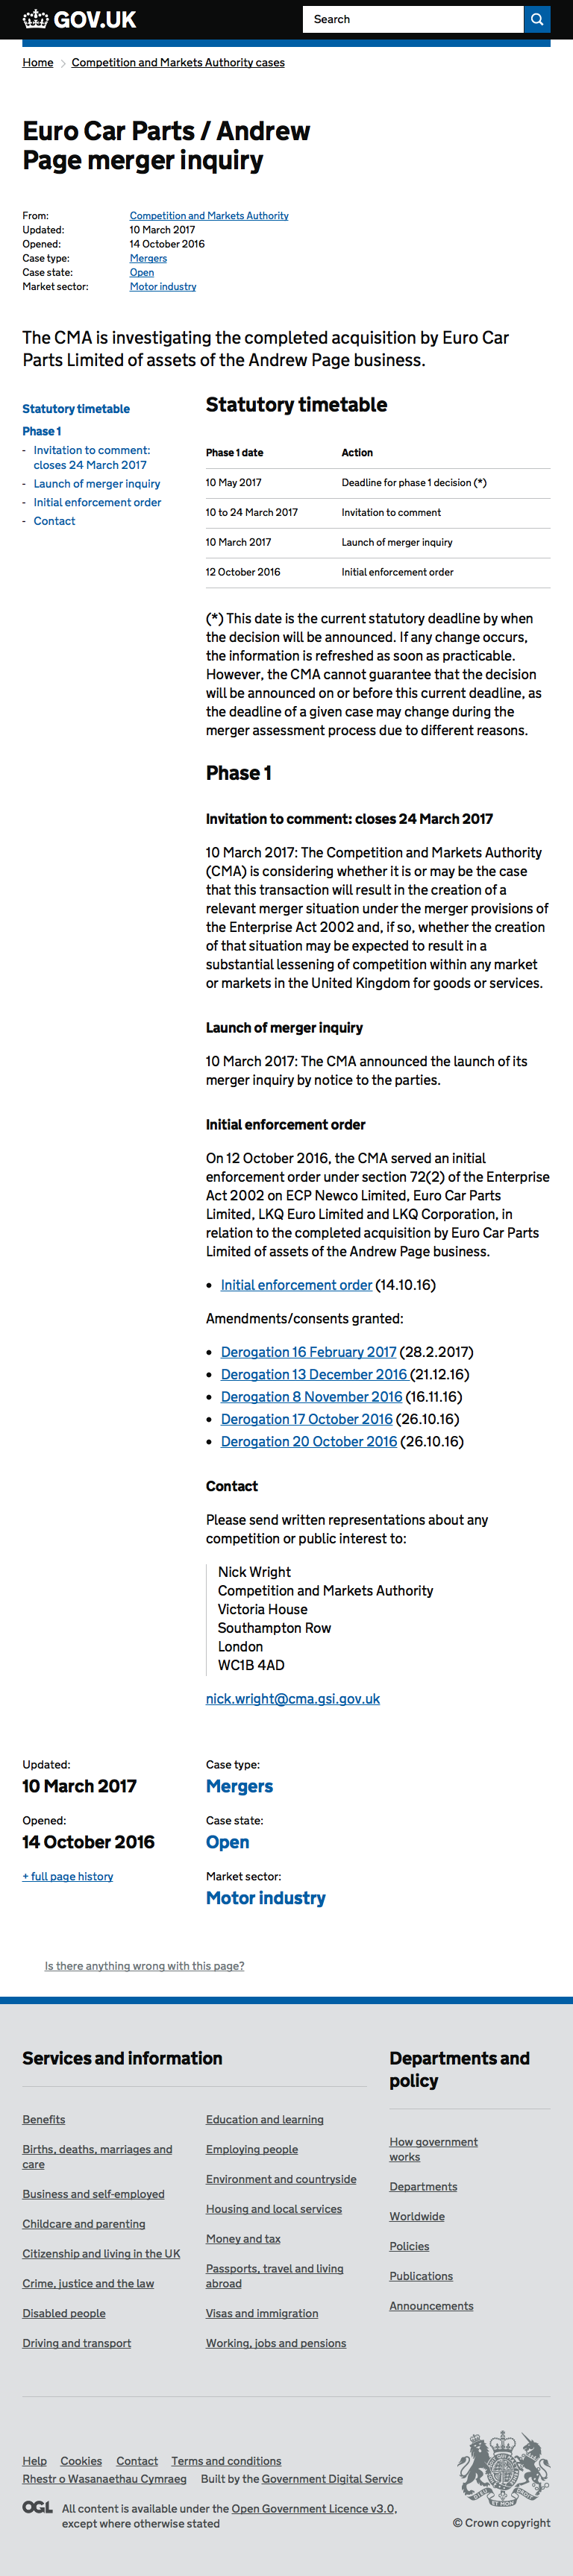 GOV.UK
Search
Home
Competition and Markets Authority cases
Euro Car Parts / Andrew
Page merger inquiry
From: Competition and Markets Authority
Updated: 10 March 2017
Opened: 14 October 2016
Case type: Mergers
Case state: Open
Market sector: Motor industry
The CMA is investigating the completed acquisition by Euro Car
Parts Limited of assets of the Andrew Page business.
Statutory timetable
Phase 1
- Invitation to comment:
closes 24 March 2017
- Launch of merger inquiry
- Initial enforcement order
- Contact
Statutory timetable
Phase 1 date Action
10 May 2017 Deadline for phase 1 decision (*)
10 to 24 March 2017 Invitation to comment
10 March 2017 Launch of merger inquiry
12 October 2016 Initial enforcement order
(*) This date is the current statutory deadline by when
the decision will be announced. If any change occurs,
the information is refreshed as soon as practicable.
However, the CMA cannot guarantee that the decision
will be announced on or before this current deadline, as
the deadline of a given case may change during the
merger assessment process due to different reasons.
Phase 1
Invitation to comment: closes 24 March 2017
10 March 2017: The Competition and Markets Authority
(CMA) is considering whether it is or may be the case
that this transaction will result in the creation of a
relevant merger situation under the merger provisions of
the Enterprise Act 2002 and, if so, whether the creation
of that situation may be expected to result in a
substantial lessening of competition within any market
or markets in the United Kingdom for goods or services.
Launch of merger inquiry
10 March 2017: The CMA announced the launch of its
merger inquiry by notice to the parties.
Initial enforcement order
On 12 October 2016, the CMA served an initial
enforcement order under section 72(2) of the Enterprise
Act 2002 on ECP Newco Limited, Euro Car Parts
Limited, LKQ Euro Limited and LKQ Corporation, in
relation to the completed acquisition by Euro Car Parts
Limited of assets of the Andrew Page business.
• Initial enforcement order (14.10.16)
Amendments/consents granted:
• Derogation 16 February 2017 (28.2.2017)
• Derogation 13 December 2016 (21.12.16)
• Derogation 8 November 2016 (16.11.16)
• Derogation 17 October 2016 (26.10.16)
• Derogation 20 October 2016 (26.10.16)
Contact
Please send written representations about any
competition or public interest to:
Nick Wright
Competition and Markets Authority
Victoria House
Southampton Row
London
WC1B 4AD
nick.wright@cma.gsi.gov.uk
Updated:
10 March 2017
Opened:
14 October 2016
+ full page history
Case type:
Mergers
Case state:
Open
Market sector:
Motor industry
Is there anything wrong with this page?
Services and information
Benefits
Births, deaths, marriages and
care
Business and self-employed
Childcare and parenting
Citizenship and living in the UK
Crime, justice and the law
Disabled people
Driving and transport
Education and learning
Employing people
Environment and countryside
Housing and local services
Money and tax
Passports, travel and living
abroad
Visas and immigration
Working, jobs and pensions
Departments and
policy
How government
works
Departments
Worldwide
Policies
Publications
Announcements
Help Cookies Contact Terms and conditions
Rhestr o Wasanaethau Cymraeg Built by the Government Digital Service
OGL All content is available under the Open Government Licence v3.0,
except where otherwise stated
© Crown copyright